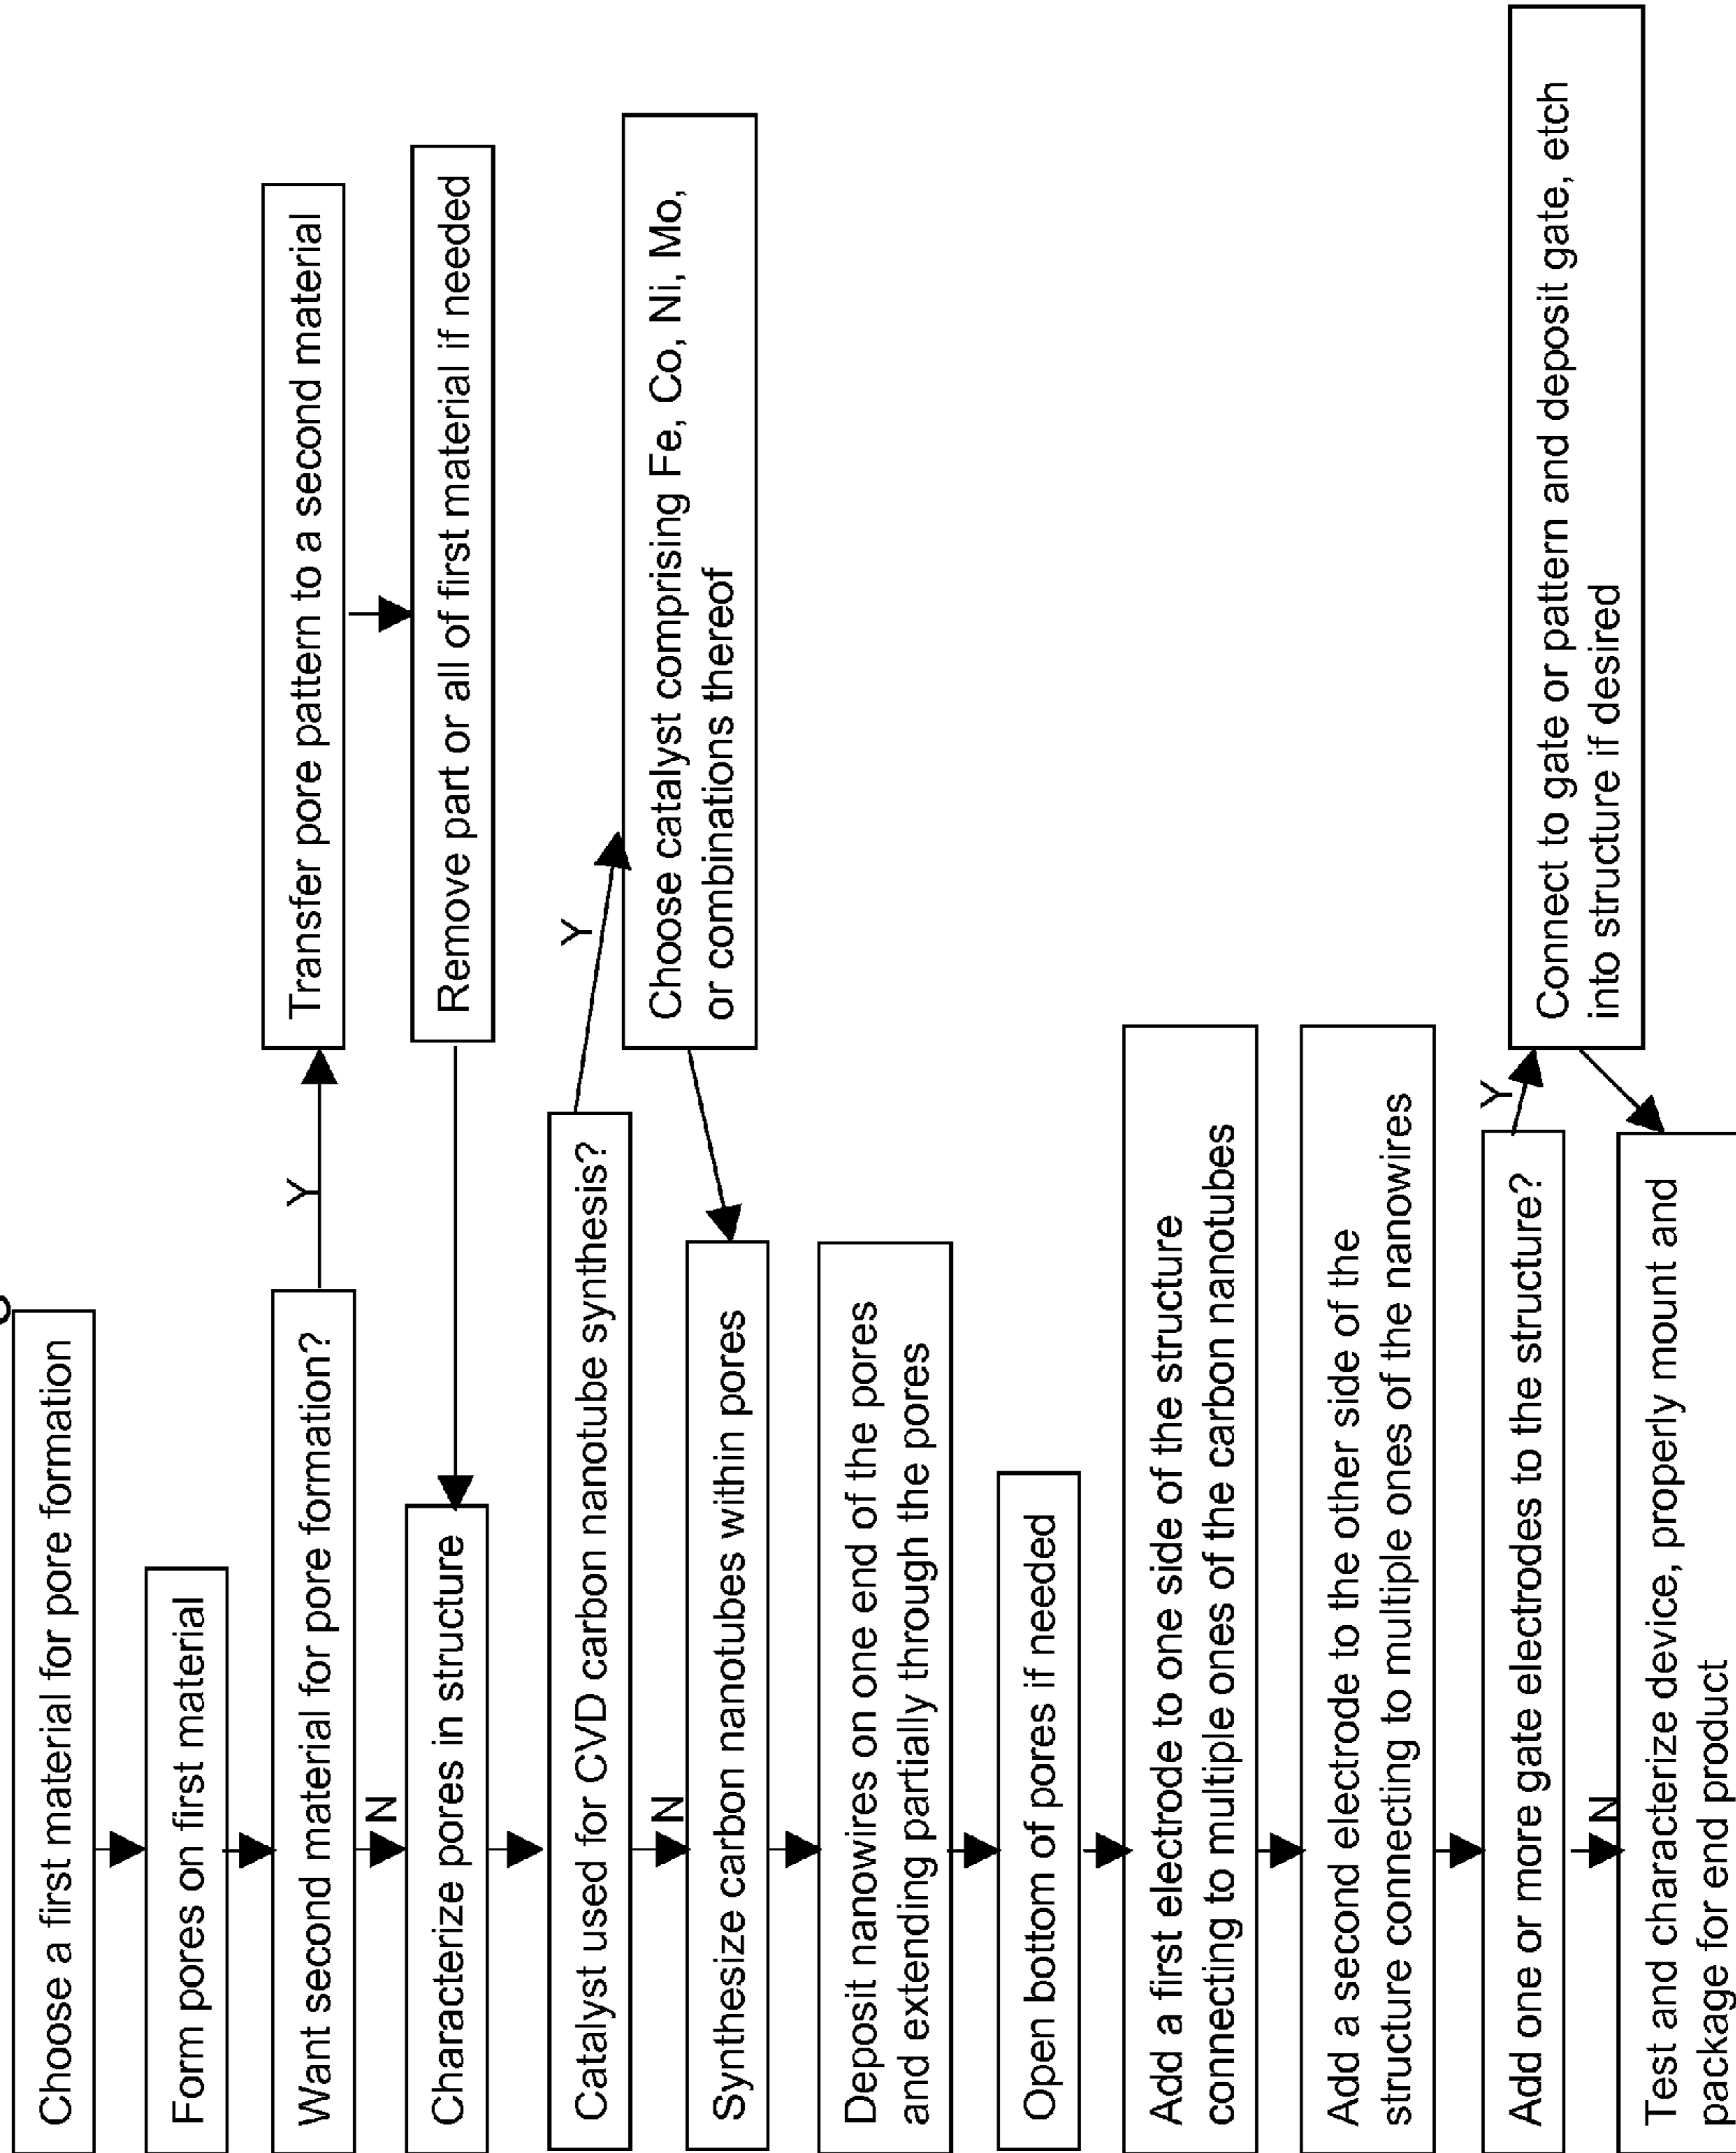 Choose a first material for pore formation
Form pores on first material
Want second material for pore formation?
Y
Transfer pore pattern to a second material
Remove part or all of first material if needed
N
Characterize pores in structure
Catalyst used for CVD carbon nanotube synthesis?
Y
Choose catalyst comprising Fe, Co, Ni, Mo,
or combinations thereof
N
Synthesize carbon nanotubes within pores
Deposit nanowires on one end of the pores
and extending partially through the pores
Open bottom of pores if needed
Add a first electrode to one side of the structure
connecting to multiple ones of the carbon nanotubes
Add a second electrode to the other side of the
structure connecting to multiple ones of the nanowires
Add one or more gate electrodes to the structure?
Y
Connect to gate or pattern and deposit gate, etch
into structure if desired
N
Test and characterize device, properly mount and
package for end product